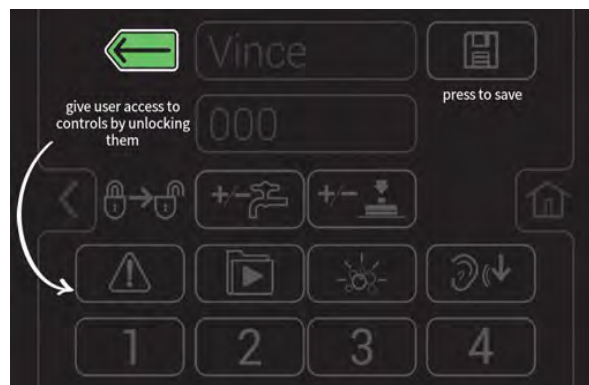 Vince
press to save
give user access to
controls by unlocking
them
000
+/- +/-
1 2 3 4